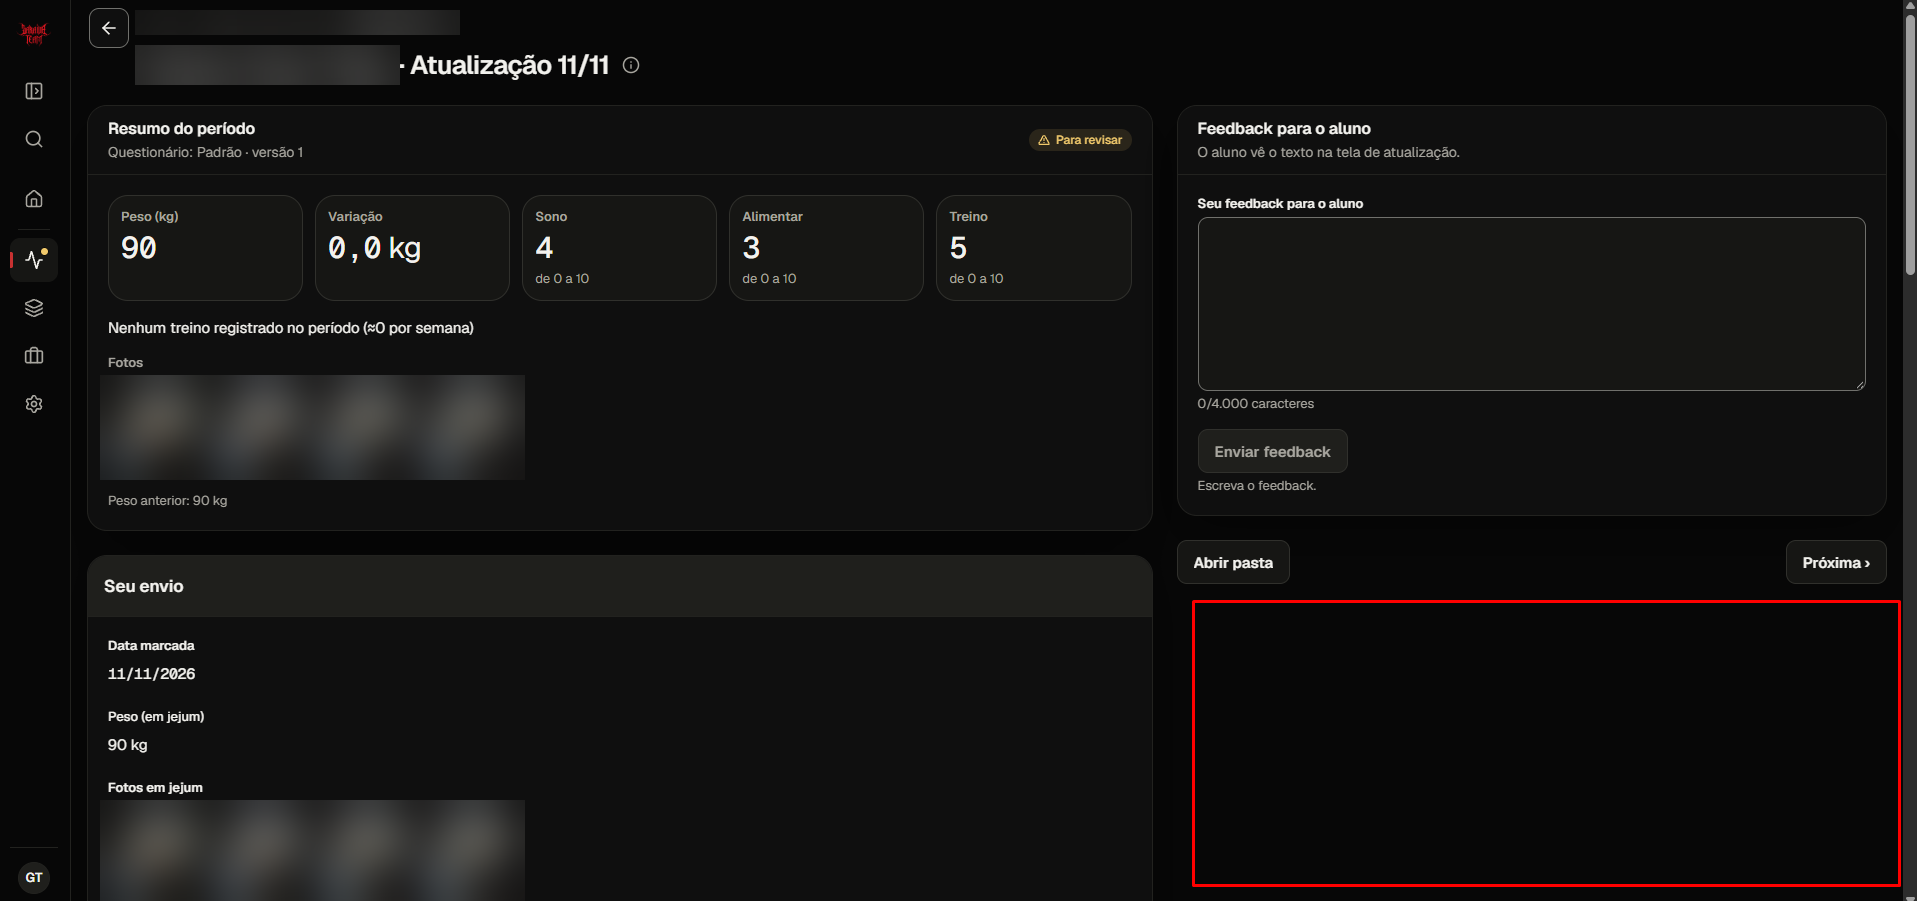 · Atualização 11/11
Resumo do período
Questionário: Padrão · versão 1
Para revisar
Peso (kg)
90
Variação
0,0 kg
Sono
4
de 0 a 10
Alimentar
3
de 0 a 10
Treino
5
de 0 a 10
Nenhum treino registrado no período (≈0 por semana)
Fotos
Peso anterior: 90 kg
Seu envio
Data marcada
11/11/2026
Peso (em jejum)
90 kg
Fotos em jejum
Feedback para o aluno
O aluno vê o texto na tela de atualização.
Seu feedback para o aluno
0/4.000 caracteres
Enviar feedback
Escreva o feedback.
Abrir pasta
Próxima ›
GT